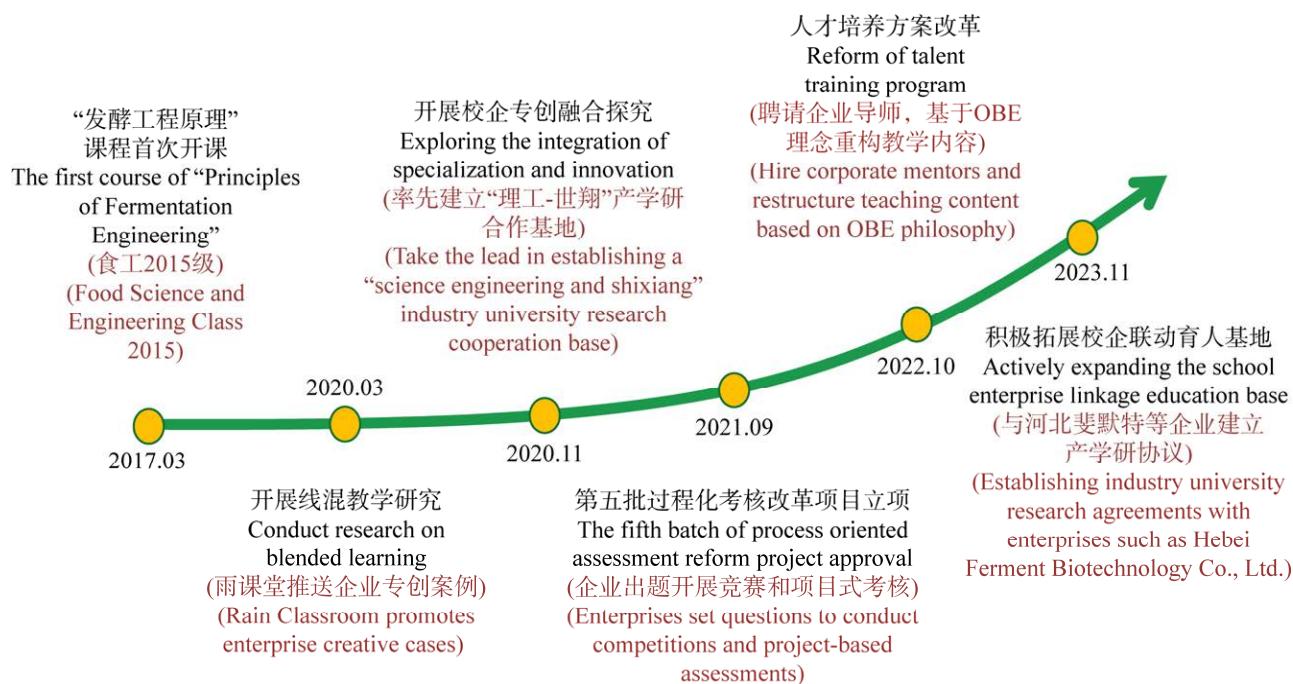 “发酵工程原理”
课程首次开课
The first course of “Principles
of Fermentation
Engineering”
(食工2015级)
(Food Science and
Engineering Class
2015)
2017.03
2020.03
开展线混教学研究
Conduct research on
blended learning
(雨课堂推送企业专创案例)
(Rain Classroom promotes
enterprise creative cases)
开展校企专创融合探究
Exploring the integration of
specialization and innovation
(率先建立“理工-世翔”产学研
合作基地)
(Take the lead in establishing a
“science engineering and shixiang”
industry university research
cooperation base)
2020.11
2021.09
第五批过程化考核改革项目立项
The fifth batch of process oriented
assessment reform project approval
(企业出题开展竞赛和项目式考核)
(Enterprises set questions to conduct
competitions and project-based
assessments)
人才培养方案改革
Reform of talent
training program
(聘请企业导师，基于OBE
理念重构教学内容)
(Hire corporate mentors and
restructure teaching content
based on OBE philosophy)
2022.10
2023.11
积极拓展校企联动育人基地
Actively expanding the school
enterprise linkage education base
(与河北斐默特等企业建立
产学研协议)
(Establishing industry university
research agreements with
enterprises such as Hebei
Ferment Biotechnology Co., Ltd.)